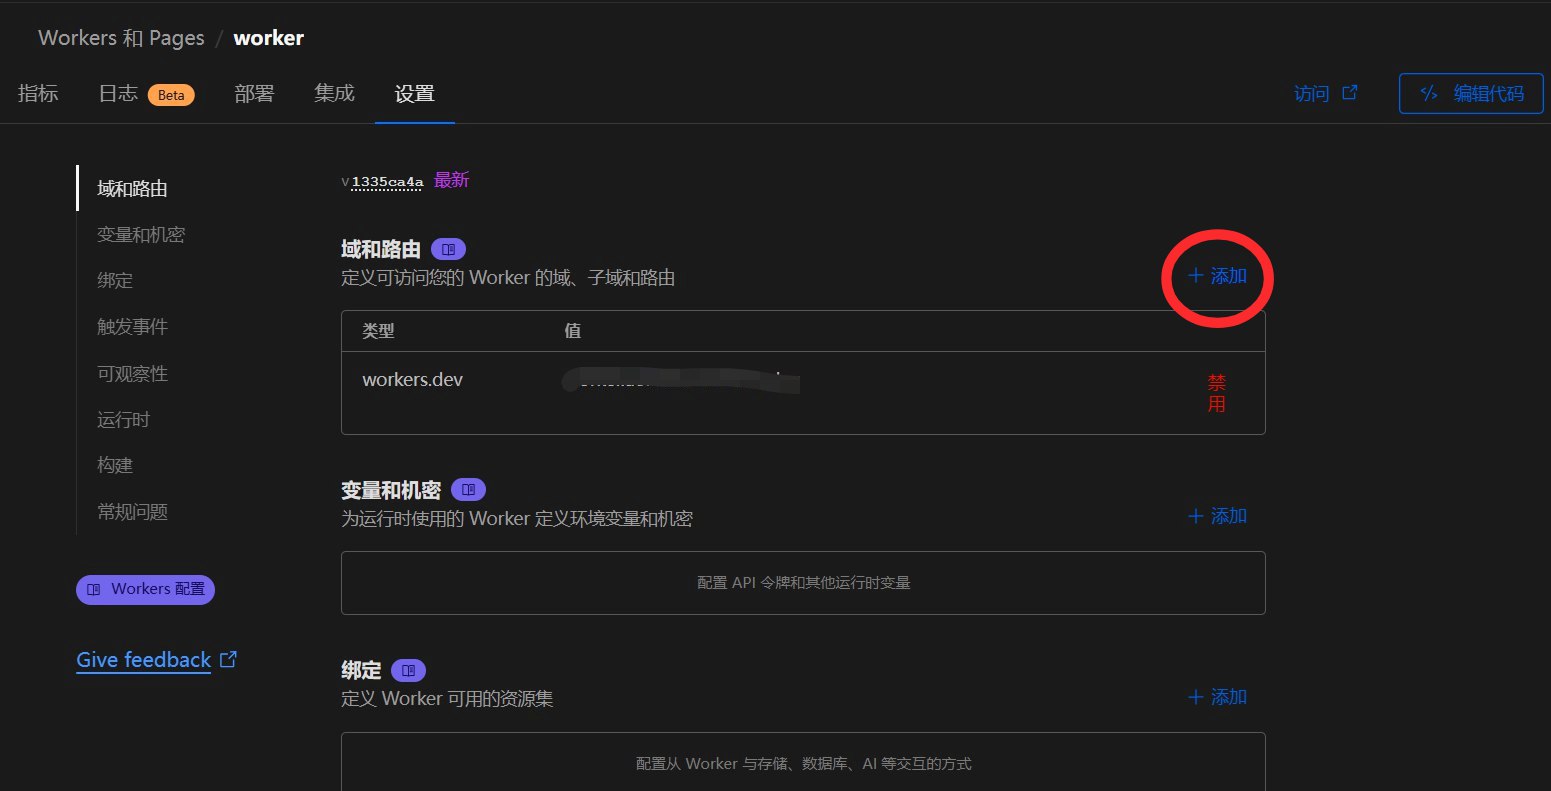 Workers 和 Pages / worker
指标 日志 Beta 部署 集成 设置 访问 编辑代码
v1335ca4a 最新
域和路由
变量和机密
绑定
触发事件
可观察性
运行时
构建
常规问题
Workers 配置
Give feedback
域和路由
定义可访问您的 Worker 的域、子域和路由
+ 添加
类型 值
workers.dev
禁用
变量和机密
为运行时使用的 Worker 定义环境变量和机密
+ 添加
配置 API 令牌和其他运行时变量
绑定
定义 Worker 可用的资源集
+ 添加
配置从 Worker 与存储、数据库、AI 等交互的方式